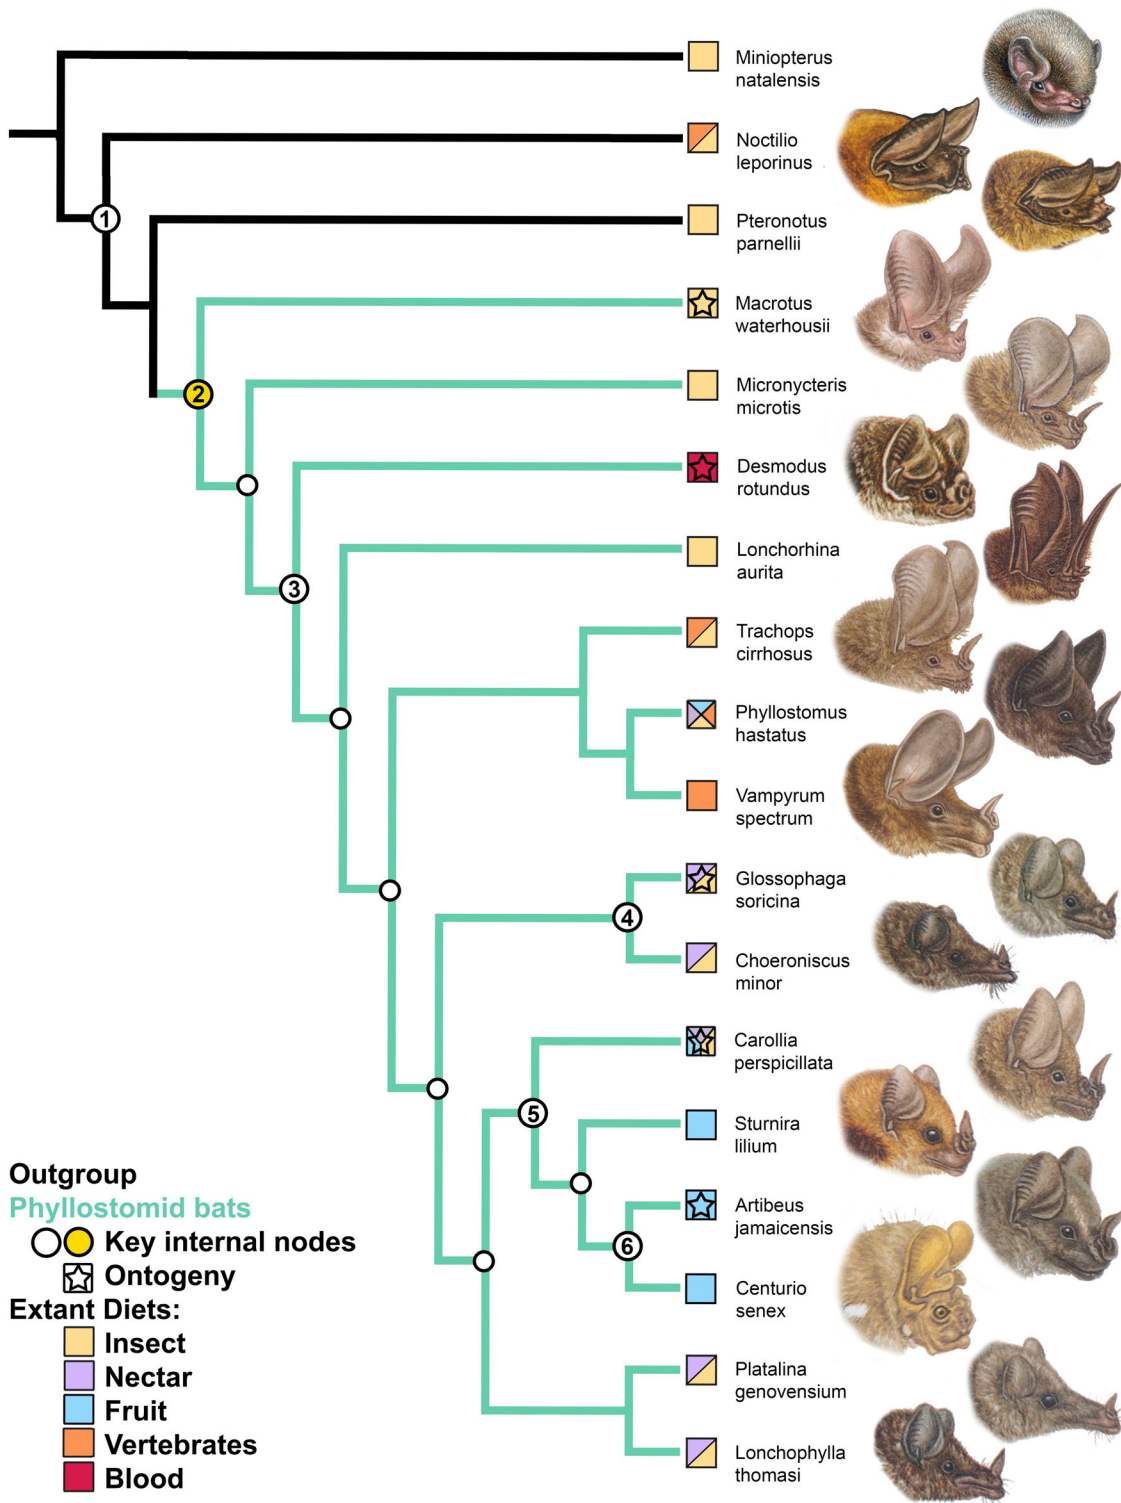 Miniopterus
natalensis
Noctilio
leporinus
1
Pteronotus
parnellii
Macrotus
waterhousii
2
Micronycteris
microtis
Desmodus
rotundus
3
Lonchorhina
aurita
Trachops
cirrhosus
Phyllostomus
hastatus
Vampyrum
spectrum
Glossophaga
soricina
4
Choeroniscus
minor
Carollia
perspicillata
5
Sturnira
lilium
Artibeus
jamaicensis
6
Centurio
senex
Platalina
genovensium
Lonchophylla
thomasi
Outgroup
Phyllostomid bats
Key internal nodes
Ontogeny
Extant Diets:
Insect
Nectar
Fruit
Vertebrates
Blood